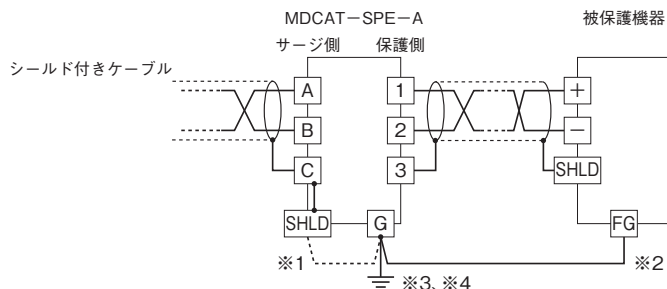 MDCAT－SPE－A
被保護機器
サージ側
保護側
シールド付きケーブル
A
1
+
B
2
−
C
3
SHLD
SHLD
G
FG
※1
※2
※3、※4